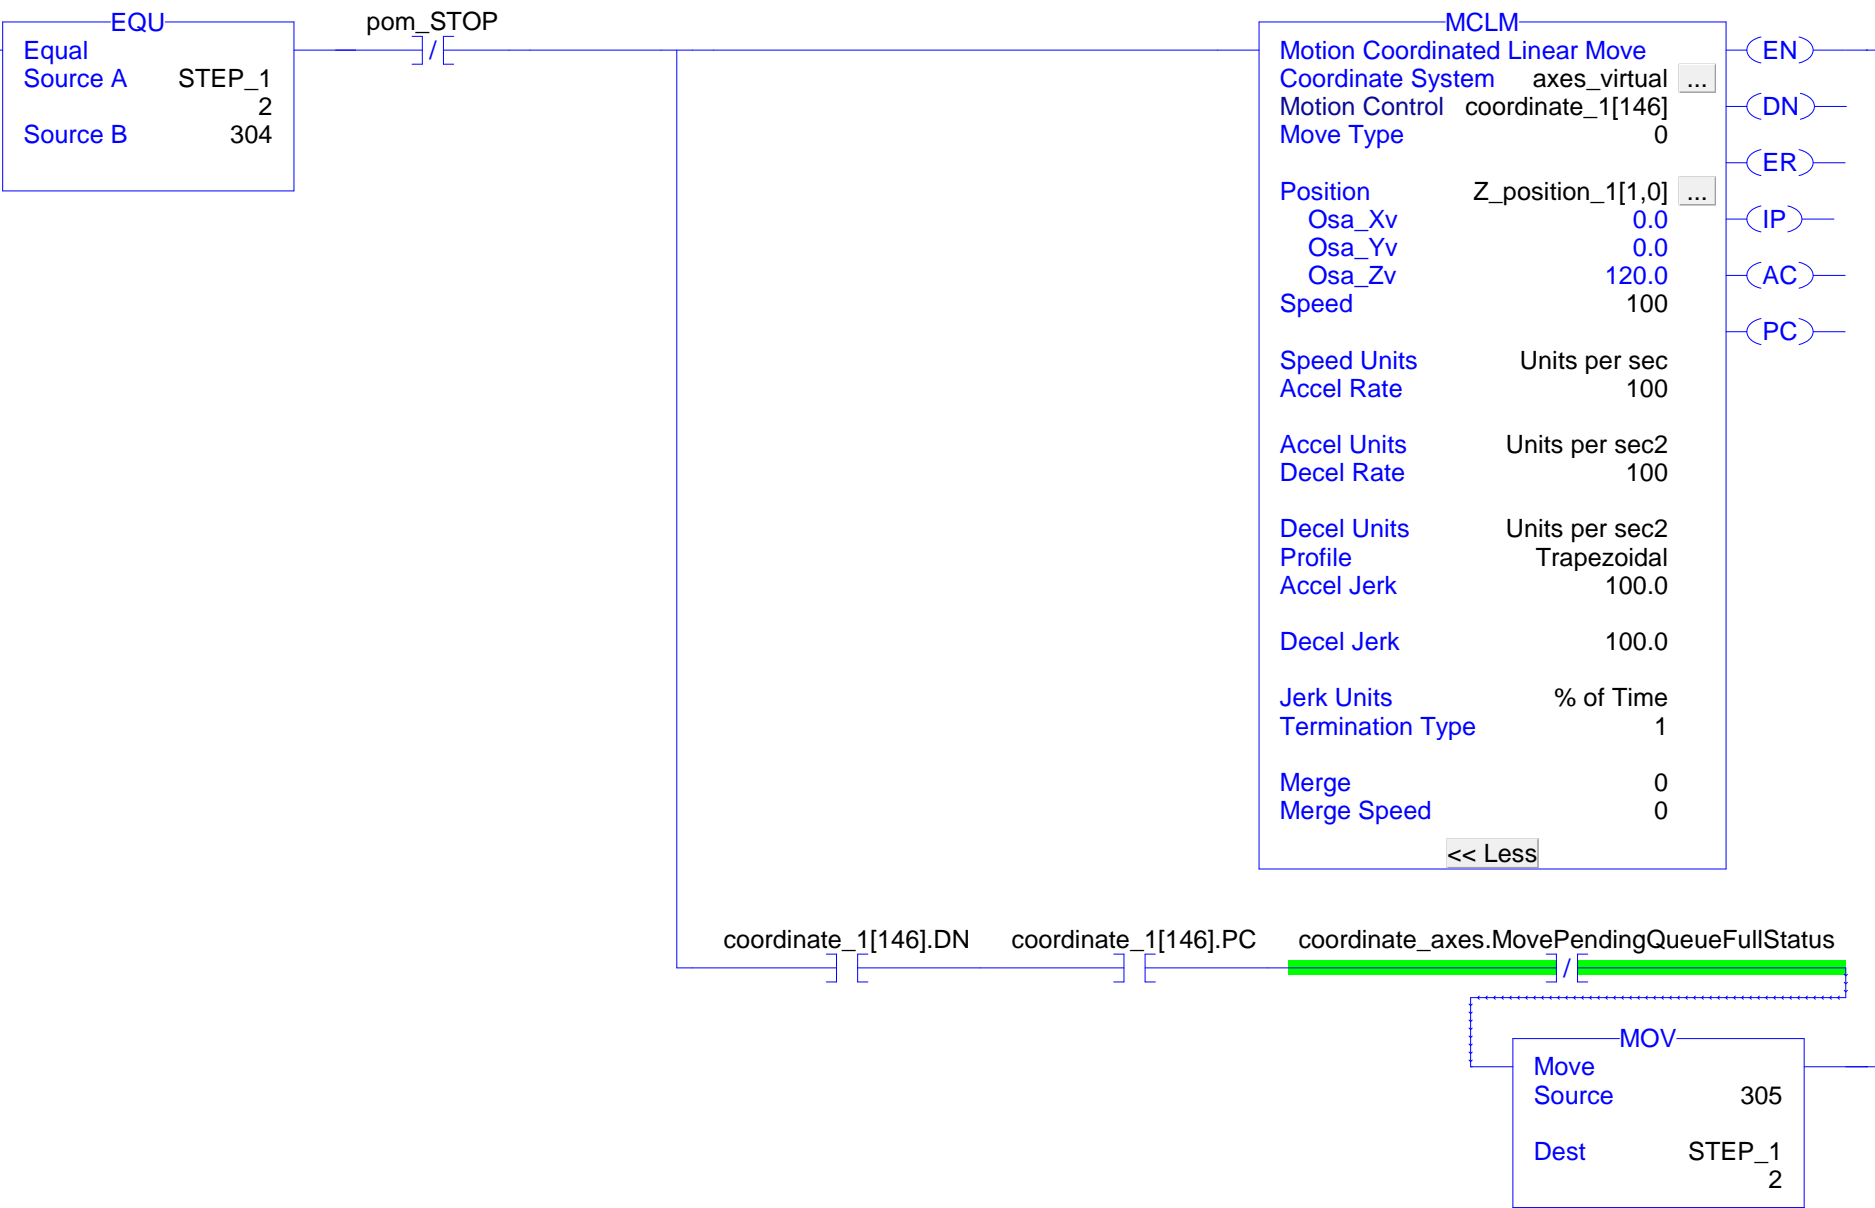 EQU
Equal
Source A STEP_1
2
Source B 304
pom_STOP
MCLM
Motion Coordinated Linear Move
Coordinate System axes_virtual ...
Motion Control coordinate_1[146]
Move Type 0
Position Z_position_1[1,0] ...
Osa_Xv 0.0
Osa_Yv 0.0
Osa_Zv 120.0
Speed 100
Speed Units Units per sec
Accel Rate 100
Accel Units Units per sec2
Decel Rate 100
Decel Units Units per sec2
Profile Trapezoidal
Accel Jerk 100.0
Decel Jerk 100.0
Jerk Units % of Time
Termination Type 1
Merge 0
Merge Speed 0
<< Less
EN
DN
ER
IP
AC
PC
coordinate_1[146].DN
coordinate_1[146].PC
coordinate_axes.MovePendingQueueFullStatus
MOV
Move
Source 305
Dest STEP_1
2